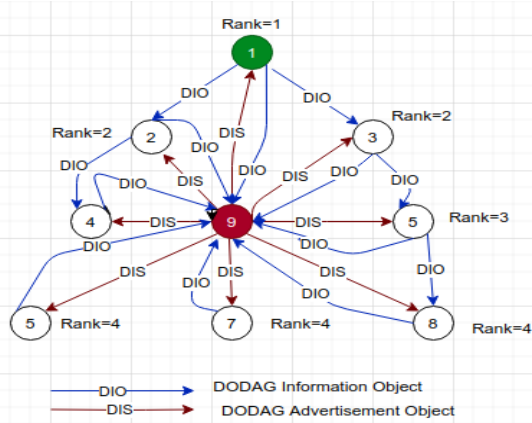 Rank=1
1
DIO
DIO
Rank=2
Rank=2
2
DIO
DIS
3
DIO
DIO
DIS
DIS
DIO
DIO
DIO
4
DIS
9
DIS
5
Rank=3
DIO
DIO
DIS
DIS
DIS
DIO
DIO
DIO
5
Rank=4
7
Rank=4
8
Rank=4
DIO
DODAG Information Object
DIS
DODAG Advertisement Object